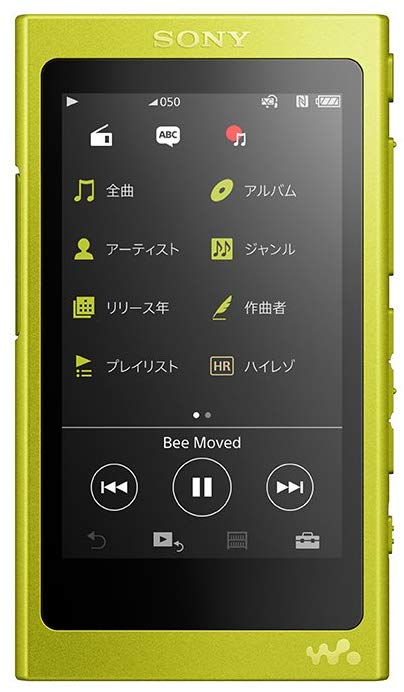 SONY
050
ABC
全曲
アルバム
アーティスト
ジャンル
リリース年
作曲者
プレイリスト
HR ハイレゾ
Bee Moved